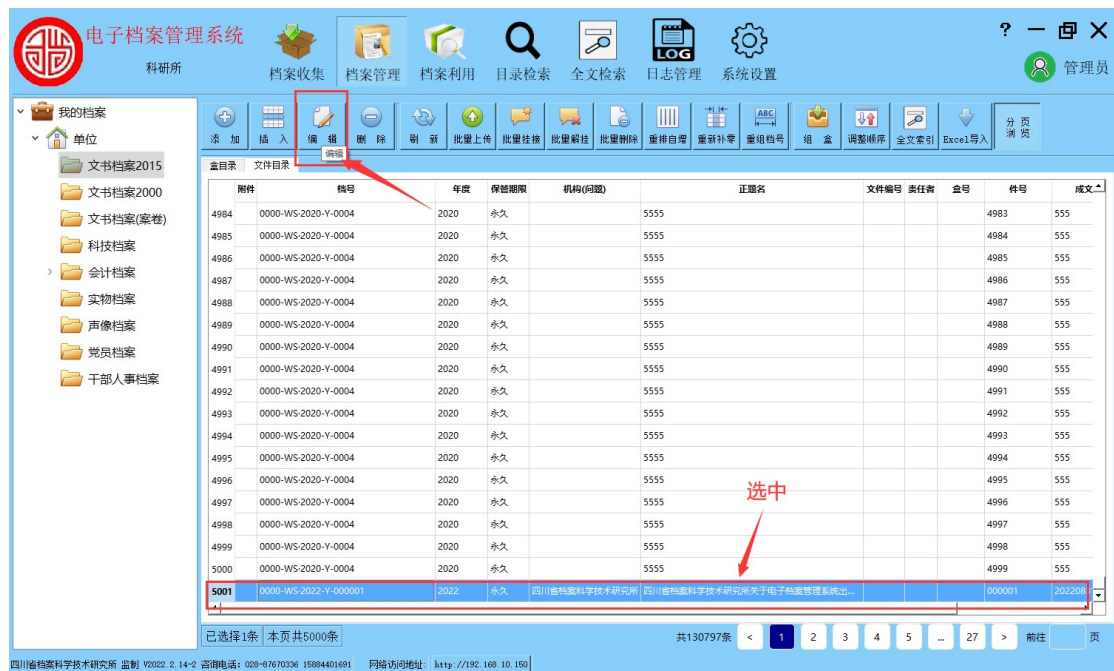 电子档案管理系统
科研所
档案收集 档案管理 档案利用 目录检索 全文检索 LOG 日志管理 系统设置
? 管理员
我的档案
单位
文书档案2015
文书档案2000
文书档案(案卷)
科技档案
会计档案
实物档案
声像档案
党员档案
干部人事档案
添 加 插 入 编 辑 删 除 刷 新 批量上传 批量挂接 批量解挂 批量删除 重排自增 重新补零 ABC 重组档号 组 盒 调整顺序 全文索引 Excel导入 分 页 浏 览
编辑
盒目录 文件目录
附件 档号 年度 保管期限 机构(问题) 正题名 文件编号 责任者 盒号 件号 成文
4984 0000-WS-2020-Y-0004 2020 永久 5555 4983 555
4985 0000-WS-2020-Y-0004 2020 永久 5555 4984 555
4986 0000-WS-2020-Y-0004 2020 永久 5555 4985 555
4987 0000-WS-2020-Y-0004 2020 永久 5555 4986 555
4988 0000-WS-2020-Y-0004 2020 永久 5555 4987 555
4989 0000-WS-2020-Y-0004 2020 永久 5555 4988 555
4990 0000-WS-2020-Y-0004 2020 永久 5555 4989 555
4991 0000-WS-2020-Y-0004 2020 永久 5555 4990 555
4992 0000-WS-2020-Y-0004 2020 永久 5555 4991 555
4993 0000-WS-2020-Y-0004 2020 永久 5555 4992 555
4994 0000-WS-2020-Y-0004 2020 永久 5555 4993 555
4995 0000-WS-2020-Y-0004 2020 永久 5555 4994 555
4996 0000-WS-2020-Y-0004 2020 永久 5555 4995 555
4997 0000-WS-2020-Y-0004 2020 永久 5555 4996 555
选中
4998 0000-WS-2020-Y-0004 2020 永久 5555 4997 555
4999 0000-WS-2020-Y-0004 2020 永久 5555 4998 555
5000 0000-WS-2020-Y-0004 2020 永久 5555 4999 555
5001 0000-WS-2022-Y-000001 2022 永久 四川省档案科学技术研究所 四川省档案科学技术研究所关于电子档案管理系统出... 000001 202208
已选择1条 本页共5000条 共130797条 < 1 2 3 4 5 ... 27 > 前往 页
四川省档案科学技术研究所 监制 V2022.2.14-2 咨询电话: 028-87670336 15884401691 网络访问地址: http://192.168.10.150